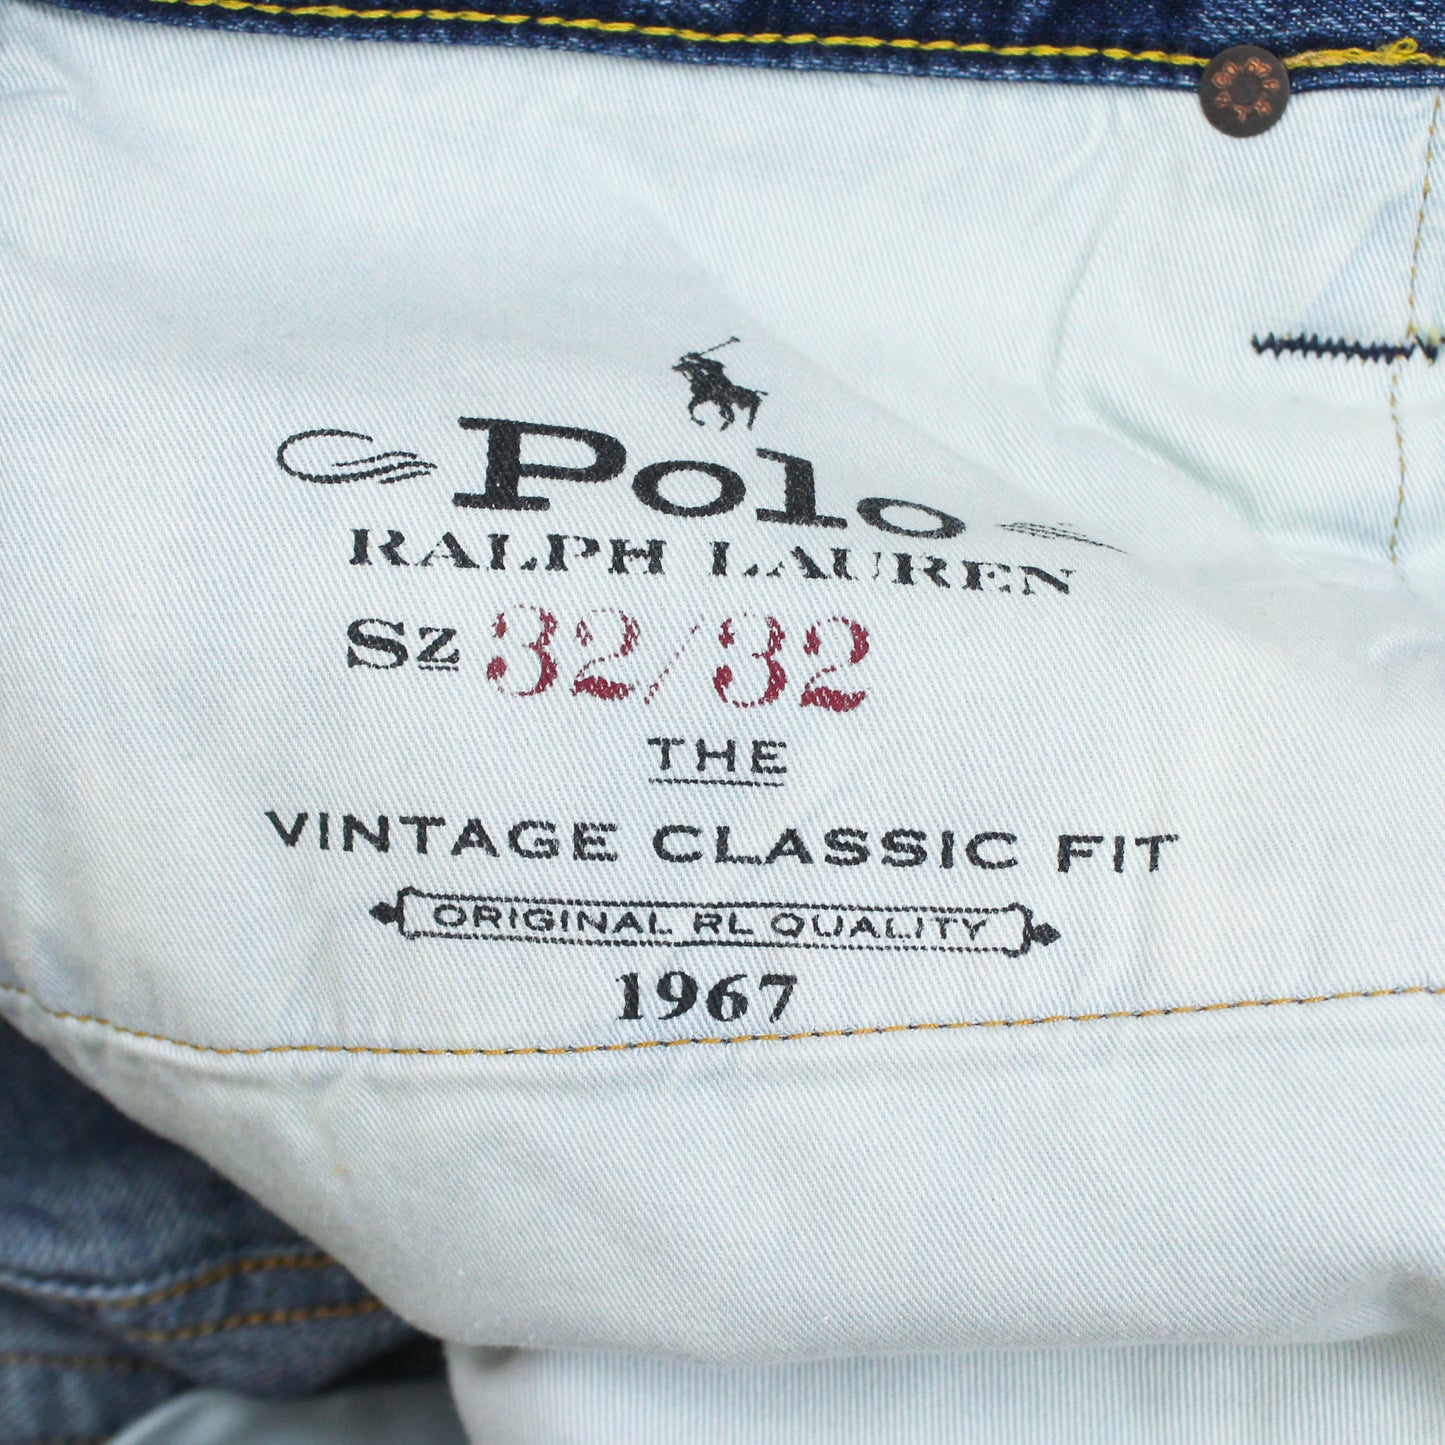 Polo
RALPH LAUREN
Sz 32/32
THE
VINTAGE CLASSIC FIT
ORIGINAL RL QUALITY
1967